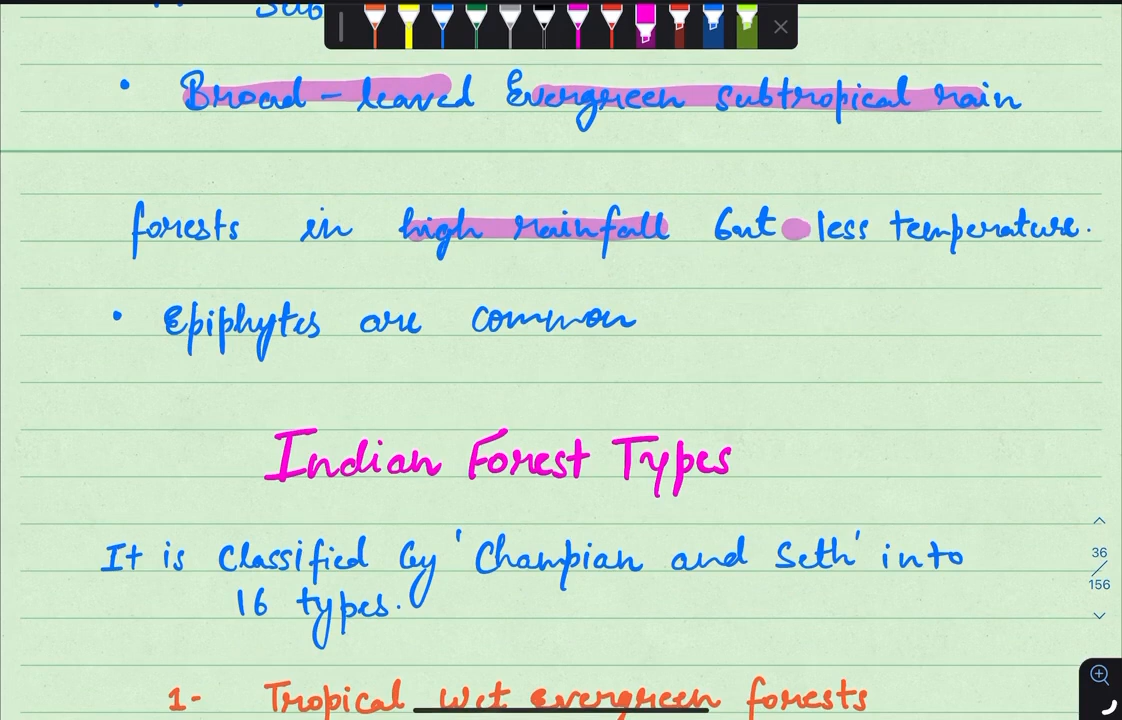 Sub
• Broad - leaved Evergreen subtropical rain
forests in high rainfall but less temperature.
• Epiphytes are common
Indian Forest Types
It is classified by 'Champian and Seth' into
16 types.
36
156
1- Tropical wet evergreen forests